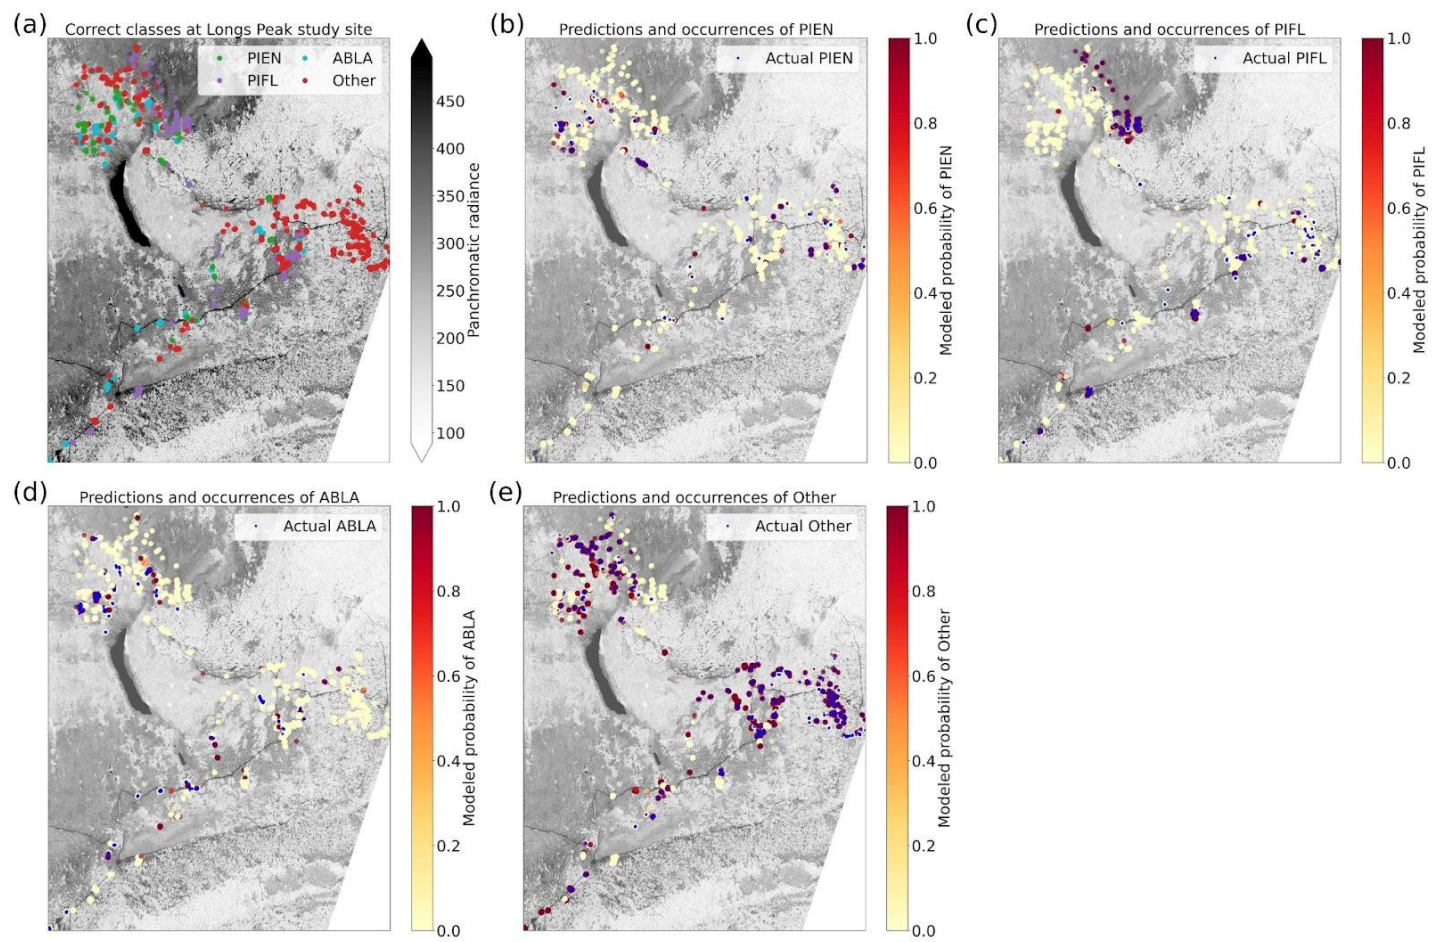 (a)
Correct classes at Longs Peak study site
PIEN
ABLA
PIFL
Other
450
400
350
300
250
200
150
100
Panchromatic radiance
(b)
Predictions and occurrences of PIEN
Actual PIEN
1.0
0.8
0.6
0.4
0.2
0.0
Modeled probability of PIEN
(c)
Predictions and occurrences of PIFL
Actual PIFL
1.0
0.8
0.6
0.4
0.2
0.0
Modeled probability of PIFL
(d)
Predictions and occurrences of ABLA
Actual ABLA
1.0
0.8
0.6
0.4
0.2
0.0
Modeled probability of ABLA
(e)
Predictions and occurrences of Other
Actual Other
1.0
0.8
0.6
0.4
0.2
0.0
Modeled probability of Other